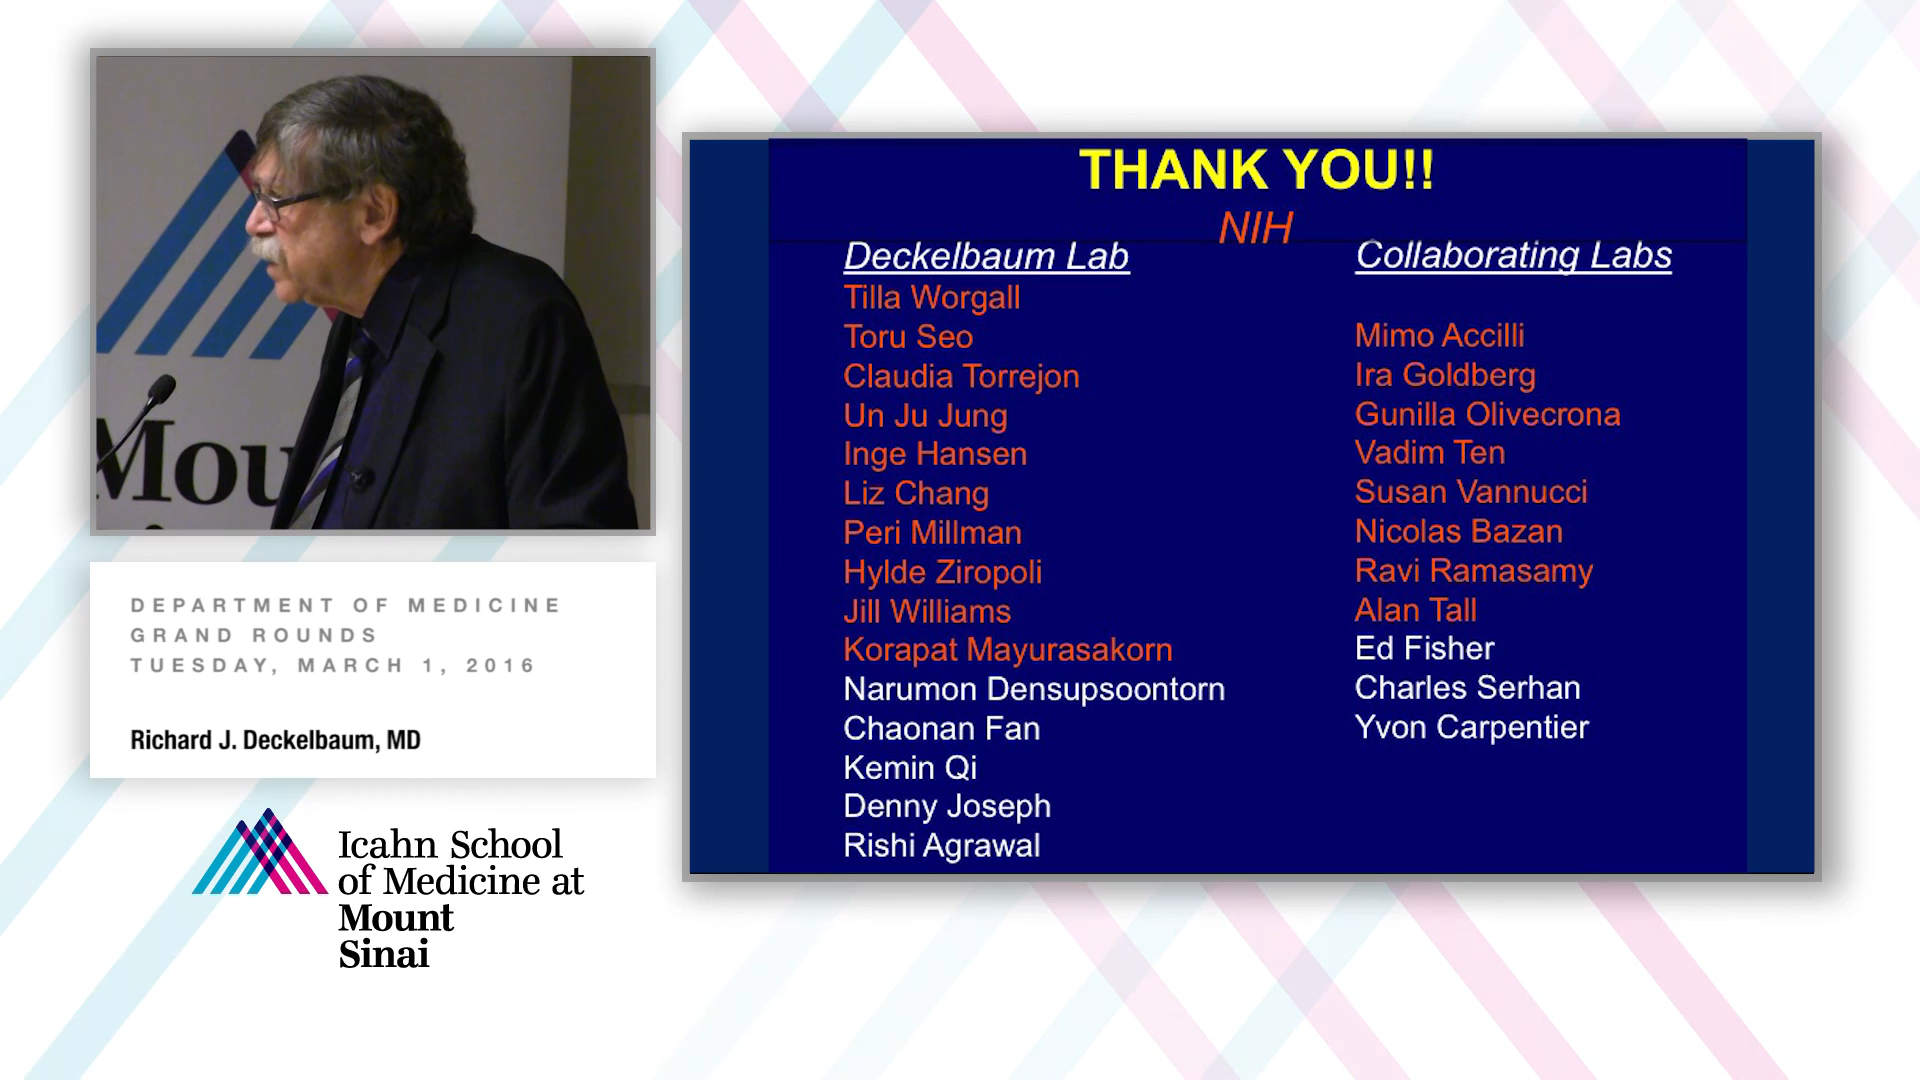 Mou
DEPARTMENT OF MEDICINE
GRAND ROUNDS
TUESDAY, MARCH 1, 2016
Richard J. Deckelbaum, MD
Icahn School
of Medicine at
Mount
Sinai
THANK YOU!!
NIH
Deckelbaum Lab
Tilla Worgall
Toru Seo
Claudia Torrejon
Un Ju Jung
Inge Hansen
Liz Chang
Peri Millman
Hylde Ziropoli
Jill Williams
Korapat Mayurasakorn
Narumon Densupsoontorn
Chaonan Fan
Kemin Qi
Denny Joseph
Rishi Agrawal
Collaborating Labs
Mimo Accilli
Ira Goldberg
Gunilla Olivecrona
Vadim Ten
Susan Vannucci
Nicolas Bazan
Ravi Ramasamy
Alan Tall
Ed Fisher
Charles Serhan
Yvon Carpentier